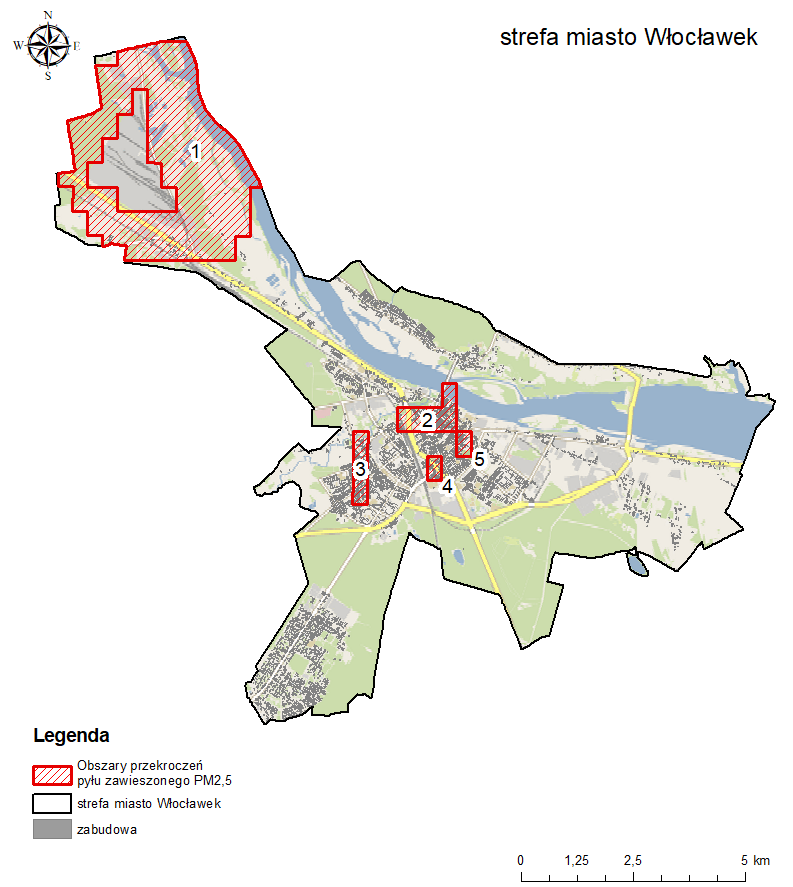 N
W E
S
strefa miasto Włocławek
1
2
3
5
4
Legenda
Obszary przekroczeń
pyłu zawieszonego PM2,5
strefa miasto Włocławek
zabudowa
0 1,25 2,5 5 km